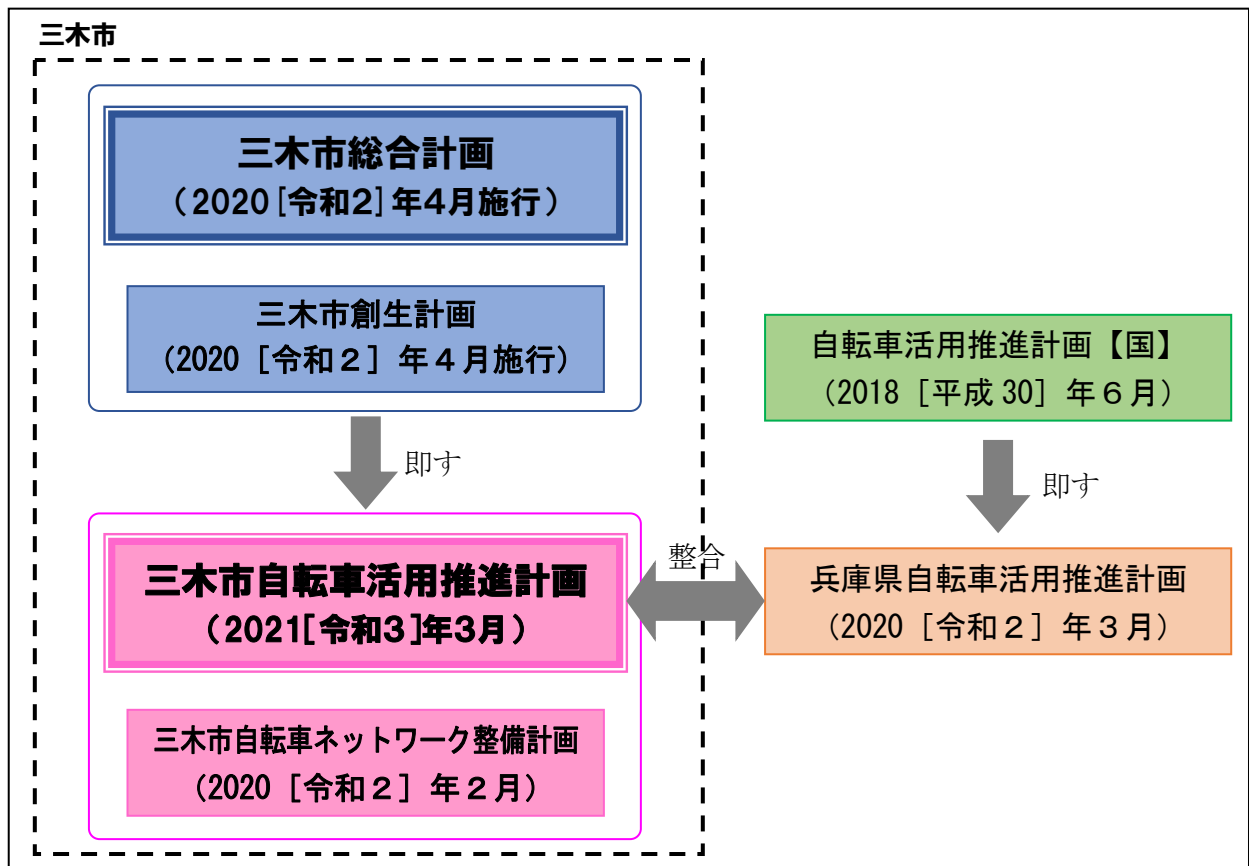 三木市
三木市総合計画
（2020[令和2]年4月施行）
三木市創生計画
（2020［令和２］年４月施行）
即す
三木市自転車活用推進計画
（2021[令和3]年3月）
三木市自転車ネットワーク整備計画
（2020［令和２］年２月）
整合
自転車活用推進計画【国】
（2018［平成30］年６月）
即す
兵庫県自転車活用推進計画
（2020［令和２］年３月）